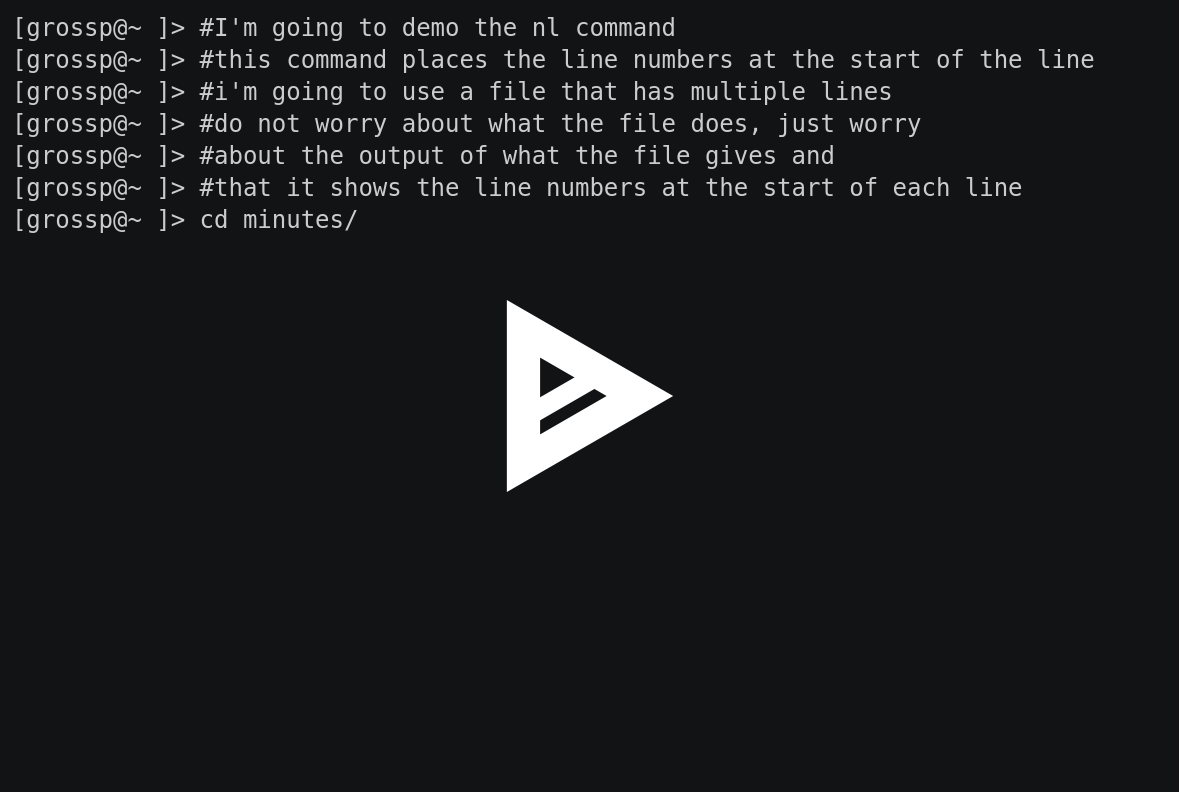 [grossp@~ ]> #I'm going to demo the nl command
[grossp@~ ]> #this command places the line numbers at the start of the line
[grossp@~ ]> #i'm going to use a file that has multiple lines
[grossp@~ ]> #do not worry about what the file does, just worry
[grossp@~ ]> #about the output of what the file gives and
[grossp@~ ]> #that it shows the line numbers at the start of each line
[grossp@~ ]> cd minutes/